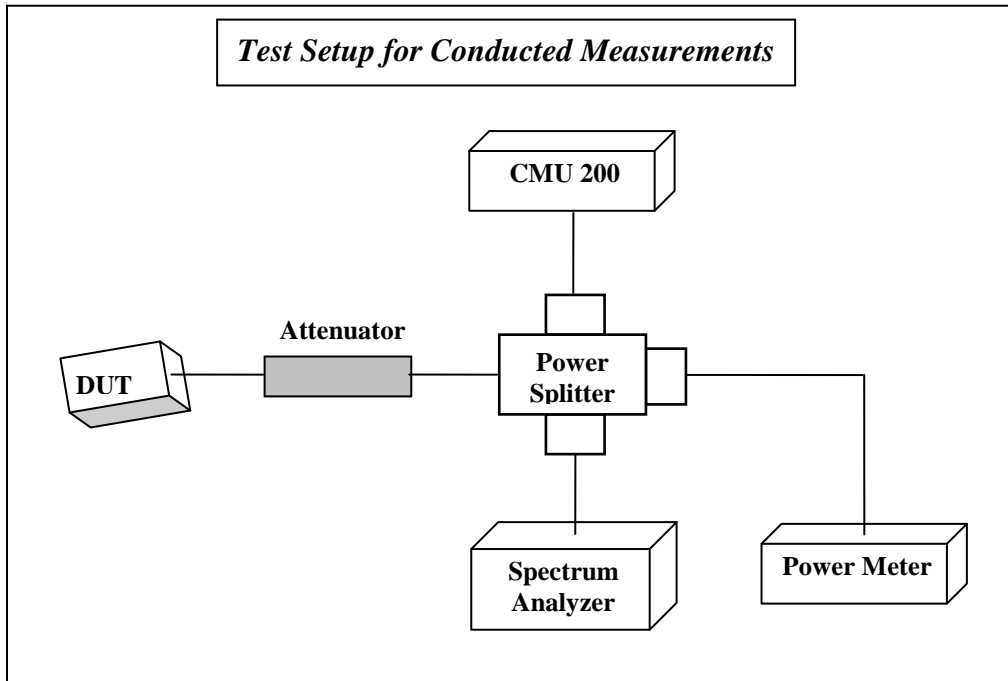 Test Setup for Conducted Measurements
CMU 200
Attenuator
DUT
Power
Splitter
Spectrum
Analyzer
Power Meter